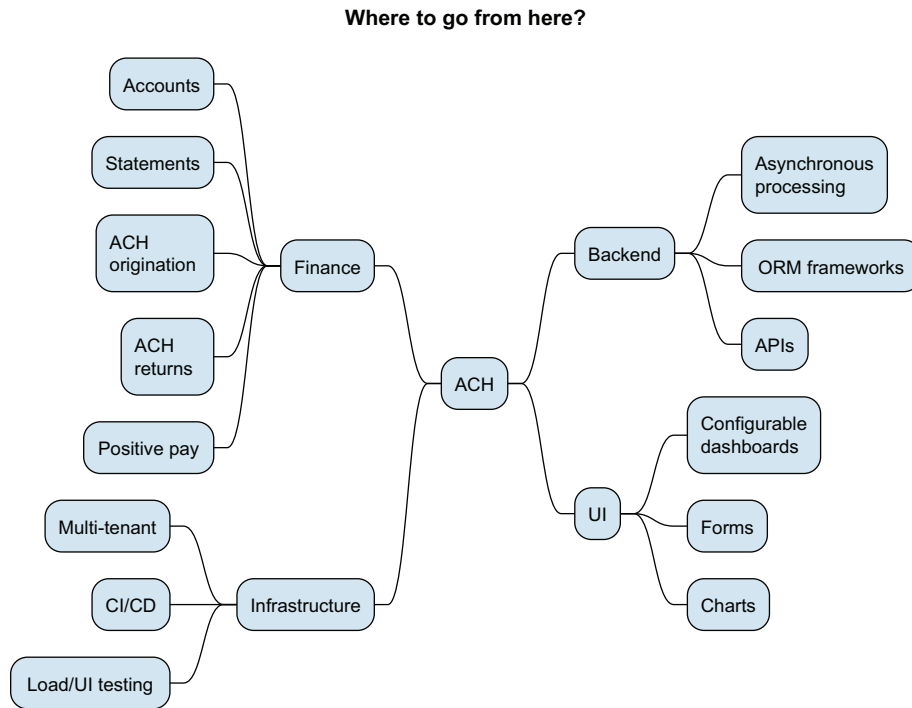 Where to go from here?
Accounts
Statements
ACH
origination
ACH
returns
Positive pay
Finance
Multi-tenant
CI/CD
Load/UI testing
Infrastructure
ACH
Backend
Asynchronous
processing
ORM frameworks
APIs
UI
Configurable
dashboards
Forms
Charts